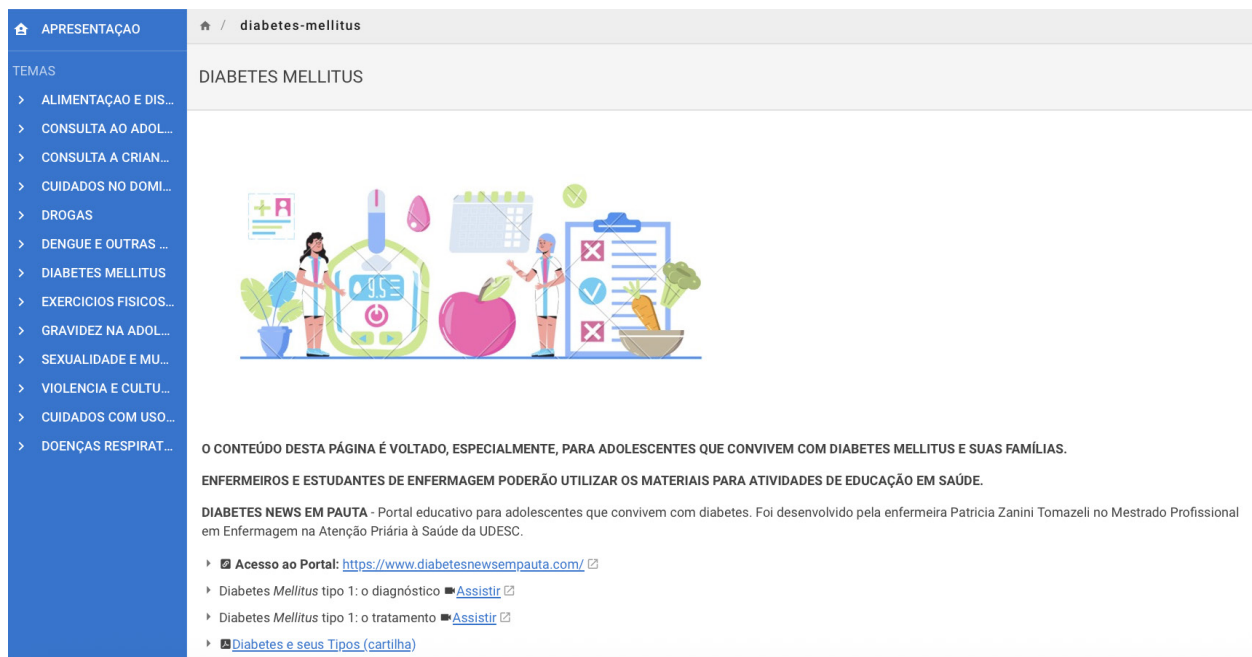 APRESENTAÇAO
TEMAS
ALIMENTAÇAO E DIS...
CONSULTA AO ADOL...
CONSULTA A CRIAN...
CUIDADOS NO DOMI...
DROGAS
DENGUE E OUTRAS ...
DIABETES MELLITUS
EXERCICIOS FISICOS...
GRAVIDEZ NA ADOL...
SEXUALIDADE E MU...
VIOLENCIA E CULTU...
CUIDADOS COM USO...
DOENÇAS RESPIRAT...
/ diabetes-mellitus
DIABETES MELLITUS
9.5
O CONTEÚDO DESTA PÁGINA É VOLTADO, ESPECIALMENTE, PARA ADOLESCENTES QUE CONVIVEM COM DIABETES MELLITUS E SUAS FAMÍLIAS.
ENFERMEIROS E ESTUDANTES DE ENFERMAGEM PODERÃO UTILIZAR OS MATERIAIS PARA ATIVIDADES DE EDUCAÇÃO EM SAÚDE.
DIABETES NEWS EM PAUTA - Portal educativo para adolescentes que convivem com diabetes. Foi desenvolvido pela enfermeira Patricia Zanini Tomazeli no Mestrado Profissional
em Enfermagem na Atenção Priária à Saúde da UDESC.
Acesso ao Portal: https://www.diabetesnewsempauta.com/
Diabetes Mellitus tipo 1: o diagnóstico Assistir
Diabetes Mellitus tipo 1: o tratamento Assistir
Diabetes e seus Tipos (cartilha)